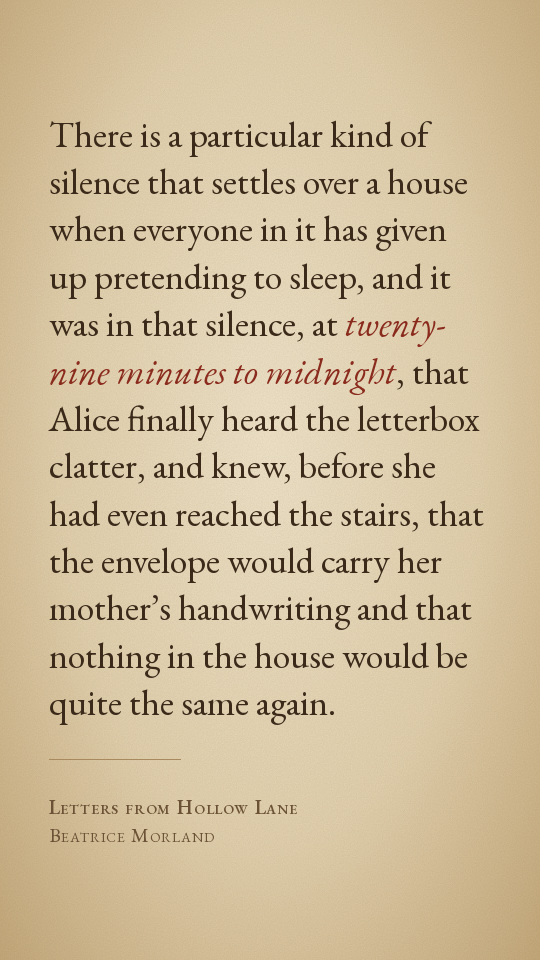 There is a particular kind of
silence that settles over a house
when everyone in it has given
up pretending to sleep, and it
was in that silence, at twenty-
nine minutes to midnight, that
Alice finally heard the letterbox
clatter, and knew, before she
had even reached the stairs, that
the envelope would carry her
mother’s handwriting and that
nothing in the house would be
quite the same again.
Letters from Hollow Lane
Beatrice Morland